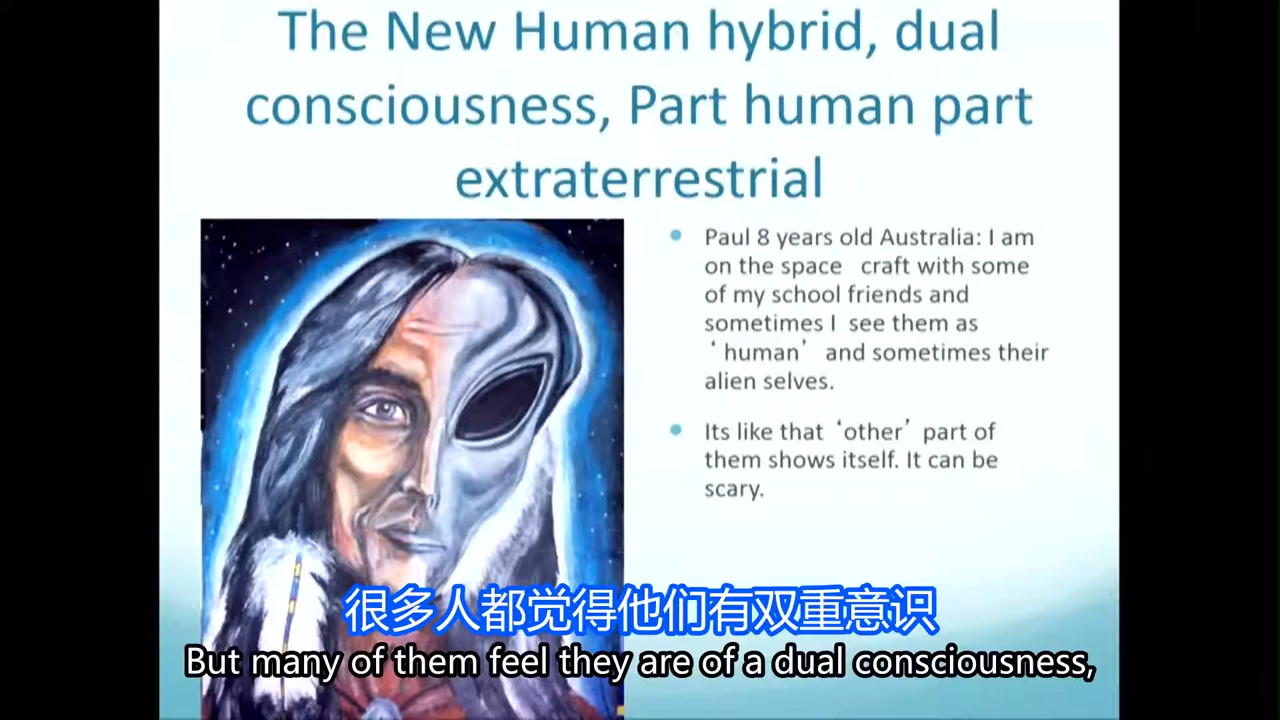 The New Human hybrid, dual
consciousness, Part human part
extraterrestrial
Paul 8 years old Australia: I am
on the space craft with some
of my school friends and
sometimes I see them as
‘human’ and sometimes their
alien selves.
Its like that ‘other’ part of
them shows itself. It can be
scary.
很多人都觉得他们有双重意识
But many of them feel they are of a dual consciousness,